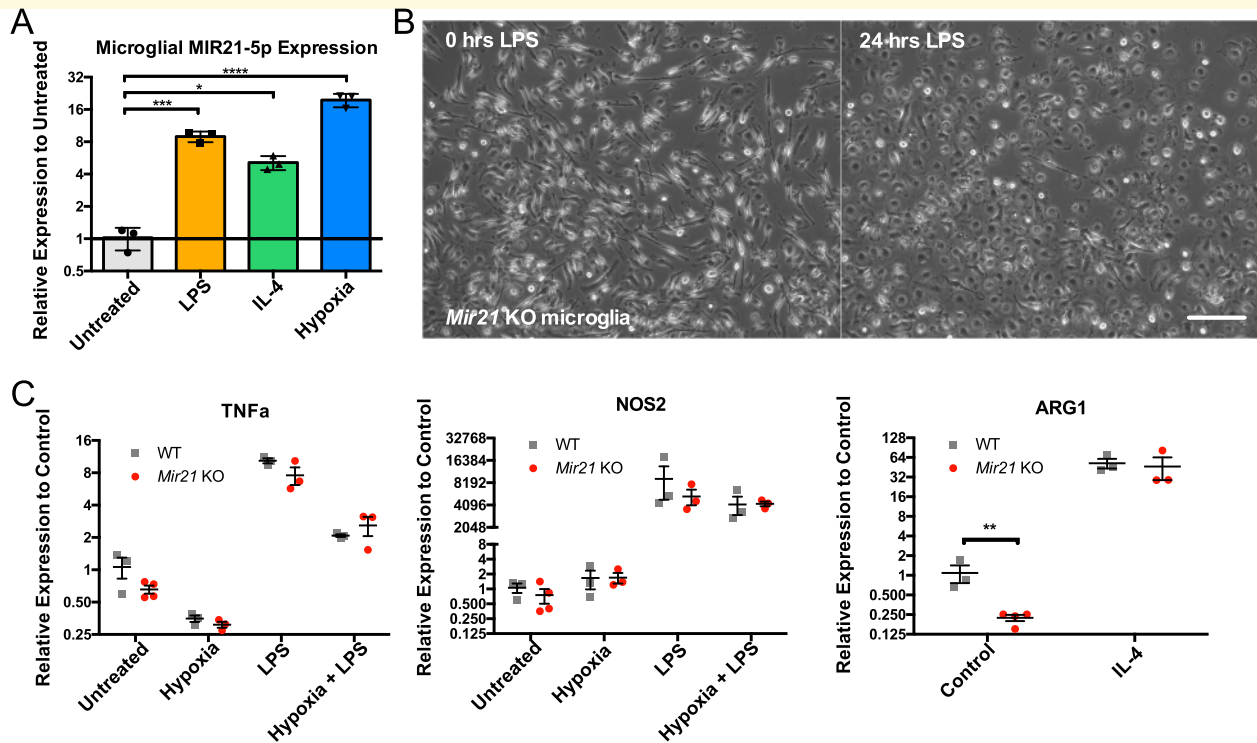 A
Microglial MIR21-5p Expression
Relative Expression to Untreated
32
16
8
4
2
1
0.5
****
*
***
Untreated
LPS
IL-4
Hypoxia
B
0 hrs LPS
24 hrs LPS
Mir21 KO microglia
C
TNFa
Relative Expression to Control
16
8
4
2
1
0.50
0.25
WT
Mir21 KO
Untreated
Hypoxia
LPS
Hypoxia + LPS
NOS2
Relative Expression to Control
32768
16384
8192
4096
2048
8
4
2
1
0.500
0.250
0.125
WT
Mir21 KO
Untreated
Hypoxia
LPS
Hypoxia + LPS
ARG1
Relative Expression to Control
128
64
32
16
8
4
2
1
0.500
0.250
0.125
WT
Mir21 KO
**
Control
IL-4